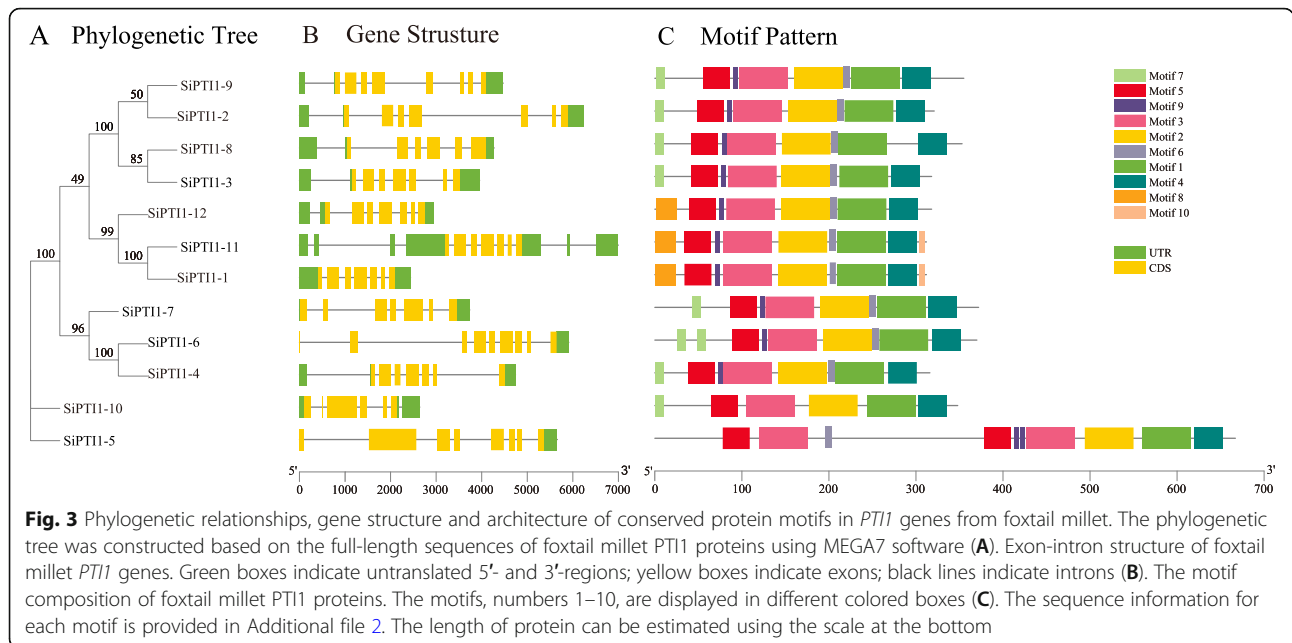 A Phylogenetic Tree
B Gene Strusture
C Motif Pattern
SiPTI1-9
50
SiPTI1-2
100
SiPTI1-8
85
SiPTI1-3
49
SiPTI1-12
99
SiPTI1-11
100
100
SiPTI1-1
SiPTI1-7
96
SiPTI1-6
100
SiPTI1-4
SiPTI1-10
SiPTI1-5
5' 3'
0 1000 2000 3000 4000 5000 6000 7000
5' 3'
0 100 200 300 400 500 600 700
Motif 7
Motif 5
Motif 9
Motif 3
Motif 2
Motif 6
Motif 1
Motif 4
Motif 8
Motif 10
UTR
CDS
Fig. 3 Phylogenetic relationships, gene structure and architecture of conserved protein motifs in PTI1 genes from foxtail millet. The phylogenetic
tree was constructed based on the full-length sequences of foxtail millet PTI1 proteins using MEGA7 software (A). Exon-intron structure of foxtail
millet PTI1 genes. Green boxes indicate untranslated 5′- and 3′-regions; yellow boxes indicate exons; black lines indicate introns (B). The motif
composition of foxtail millet PTI1 proteins. The motifs, numbers 1–10, are displayed in different colored boxes (C). The sequence information for
each motif is provided in Additional file 2. The length of protein can be estimated using the scale at the bottom